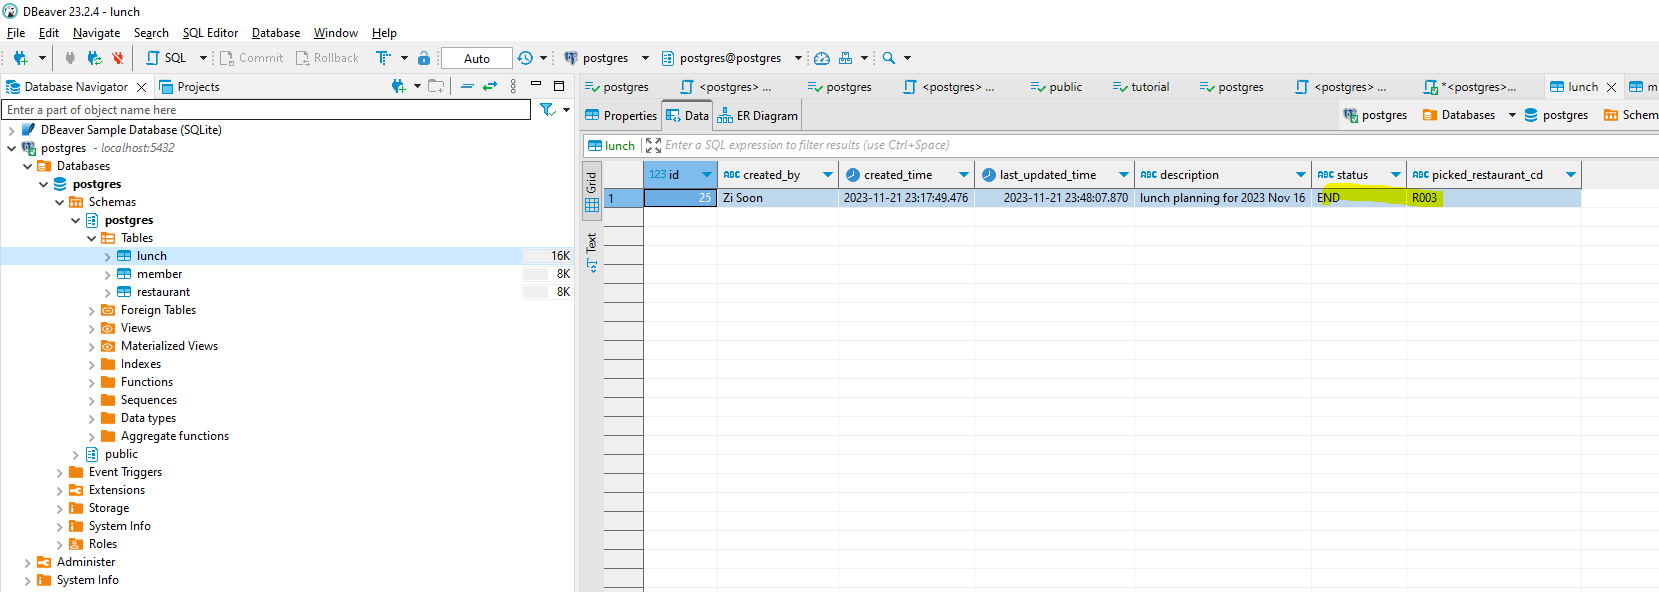 DBeaver 23.2.4 - lunch
File Edit Navigate Search SQL Editor Database Window Help
SQL Commit Rollback Auto postgres postgres@postgres
Database Navigator Projects
Enter a part of object name here
DBeaver Sample Database (SQLite)
postgres - localhost:5432
Databases
postgres
Schemas
postgres
Tables
lunch 16K
member 8K
restaurant 8K
Foreign Tables
Views
Materialized Views
Indexes
Functions
Sequences
Data types
Aggregate functions
public
Event Triggers
Extensions
Storage
System Info
Roles
Administer
System Info
postgres <postgres> ... postgres <postgres> ... public tutorial postgres <postgres> ... *<postgres>... lunch m
Properties Data ER Diagram postgres Databases postgres Schem
lunch Enter a SQL expression to filter results (use Ctrl+Space)
Grid
Text
123 id ABC created_by created_time last_updated_time ABC description ABC status ABC picked_restaurant_cd
1 25 Zi Soon 2023-11-21 23:17:49.476 2023-11-21 23:48:07.870 lunch planning for 2023 Nov 16 END R003